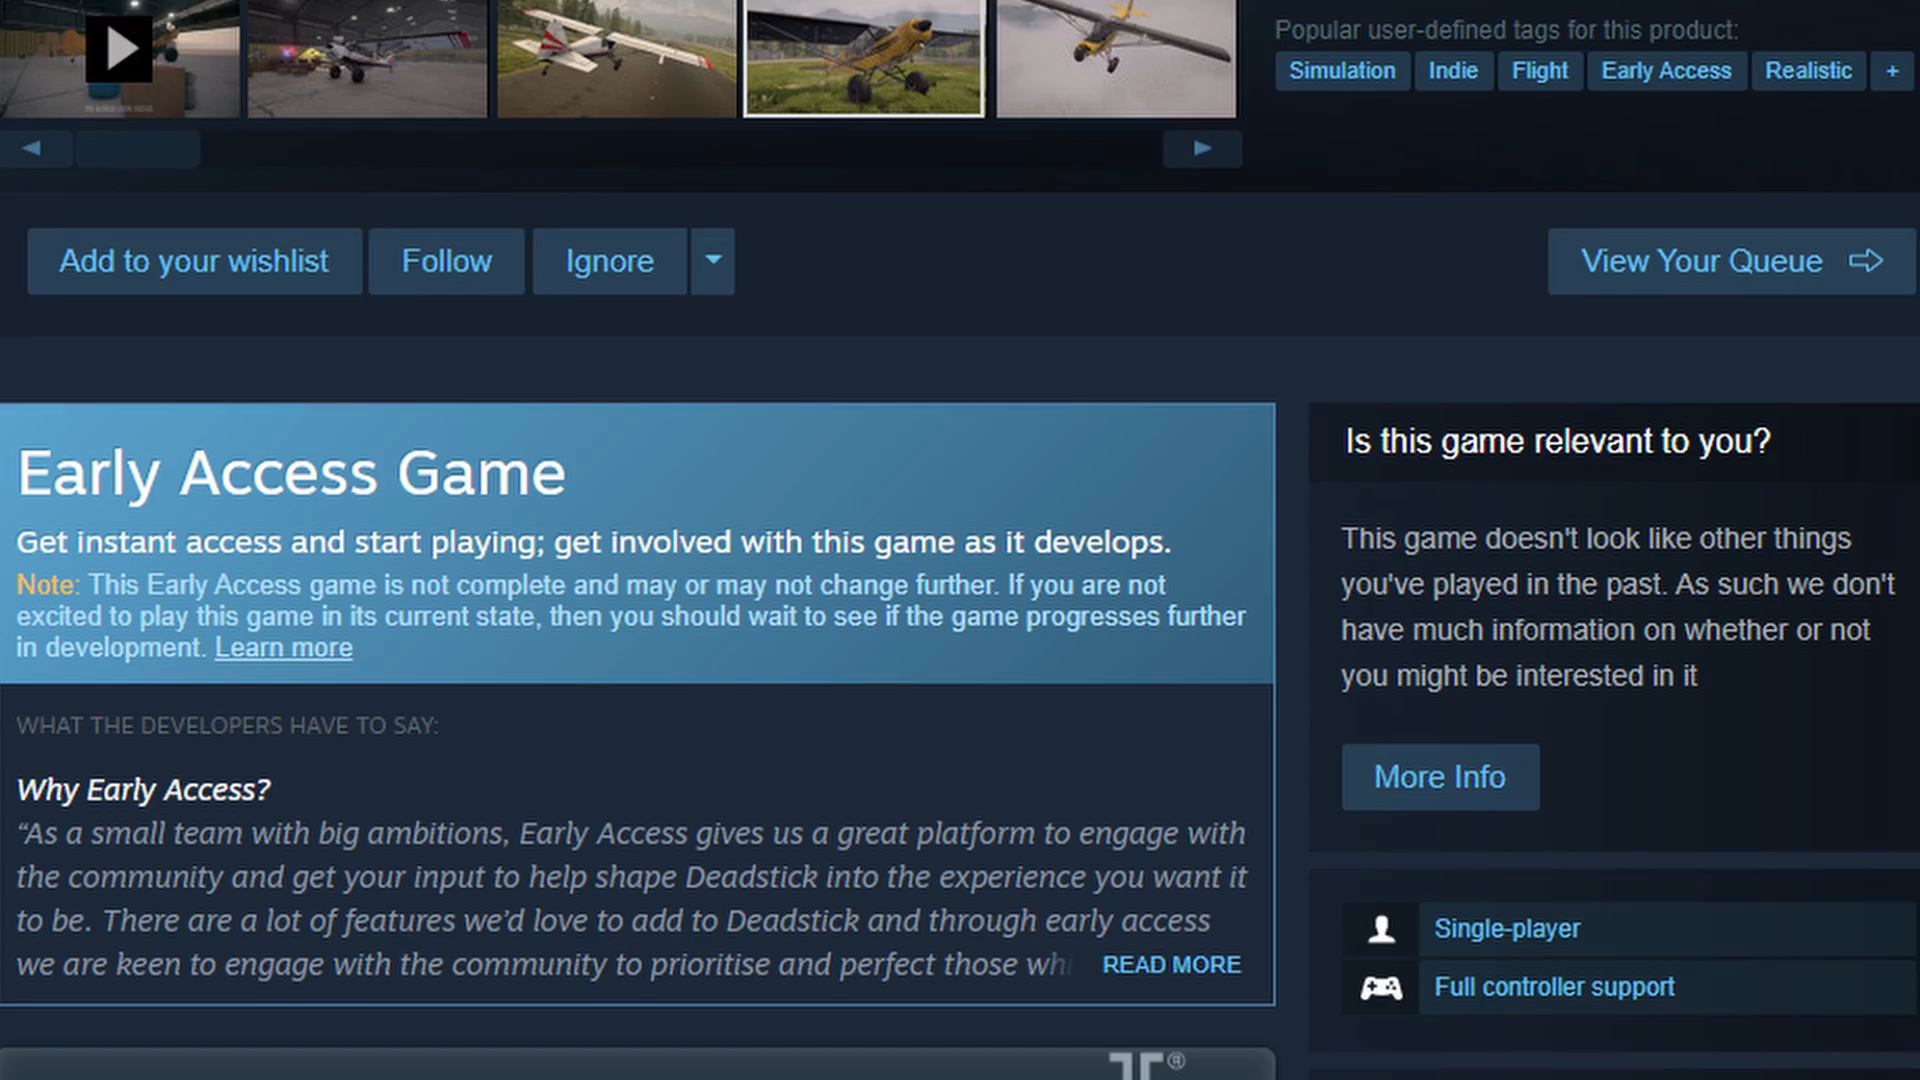 Popular user-defined tags for this product:
Simulation Indie Flight Early Access Realistic +
Add to your wishlist Follow Ignore View Your Queue
Early Access Game
Get instant access and start playing; get involved with this game as it develops.
Note: This Early Access game is not complete and may or may not change further. If you are not
excited to play this game in its current state, then you should wait to see if the game progresses further
in development. Learn more
WHAT THE DEVELOPERS HAVE TO SAY:
Why Early Access?
“As a small team with big ambitions, Early Access gives us a great platform to engage with
the community and get your input to help shape Deadstick into the experience you want it
to be. There are a lot of features we’d love to add to Deadstick and through early access
we are keen to engage with the community to prioritise and perfect those whi READ MORE
Is this game relevant to you?
This game doesn't look like other things
you've played in the past. As such we don't
have much information on whether or not
you might be interested in it
More Info
Single-player
Full controller support